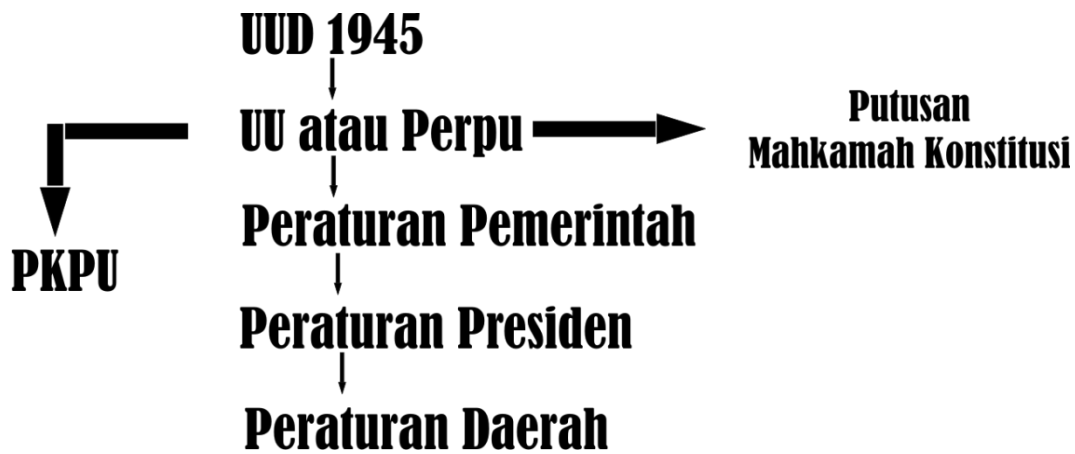 UUD 1945
UU atau Perpu
Putusan
Mahkamah Konstitusi
Peraturan Pemerintah
PKPU
Peraturan Presiden
Peraturan Daerah